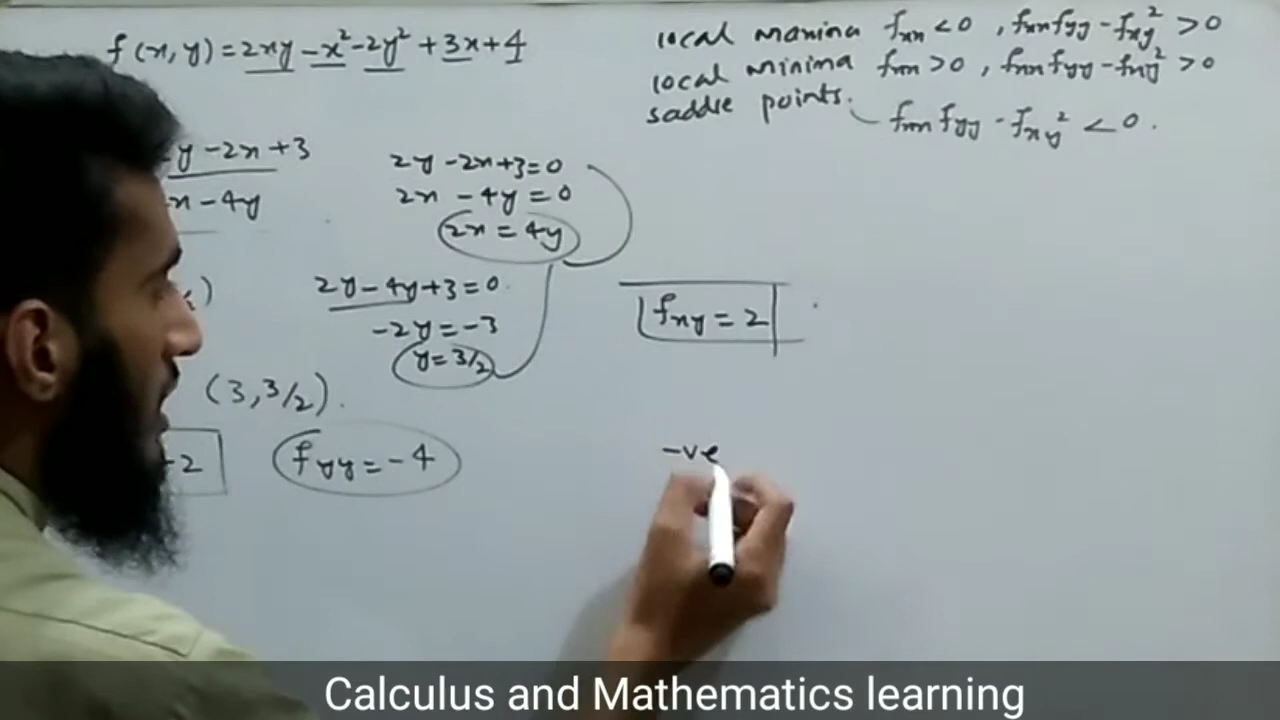 f(x,y) = 2xy - x² - 2y² + 3x + 4
local maxima fxx < 0 , fxx fyy - fxy² > 0
local minima fxx > 0 , fxx fyy - fxy² > 0
saddle points. fxx fyy - fxy² < 0 .
y - 2x + 3
x - 4y
2y - 2x + 3 = 0
2x - 4y = 0
2x = 4y
2y - 4y + 3 = 0
-2y = -3
y = 3/2
fxy = 2
(3, 3/2).
-2
fyy = -4
-ve
Calculus and Mathematics learning